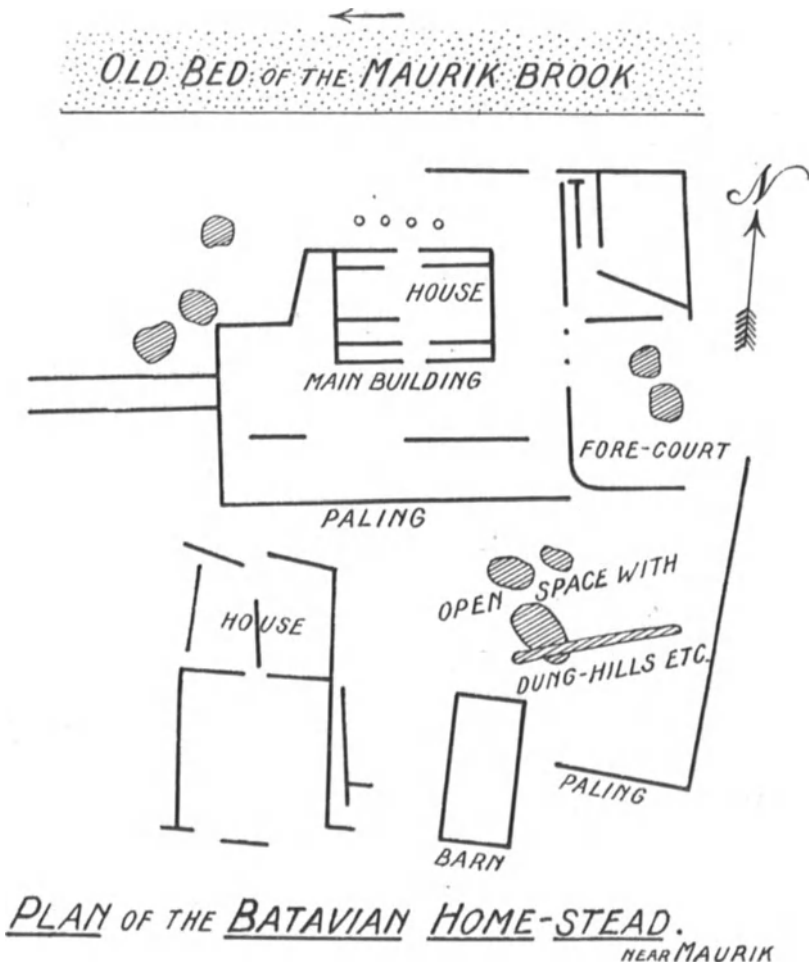 OLD BED OF THE MAURIK BROOK
N
HOUSE
MAIN BUILDING
FORE-COURT
PALING
OPEN SPACE WITH
HOUSE
DUNG-HILLS ETC.
PALING
BARN
PLAN OF THE BATAVIAN HOME-STEAD.
NEAR MAURIK